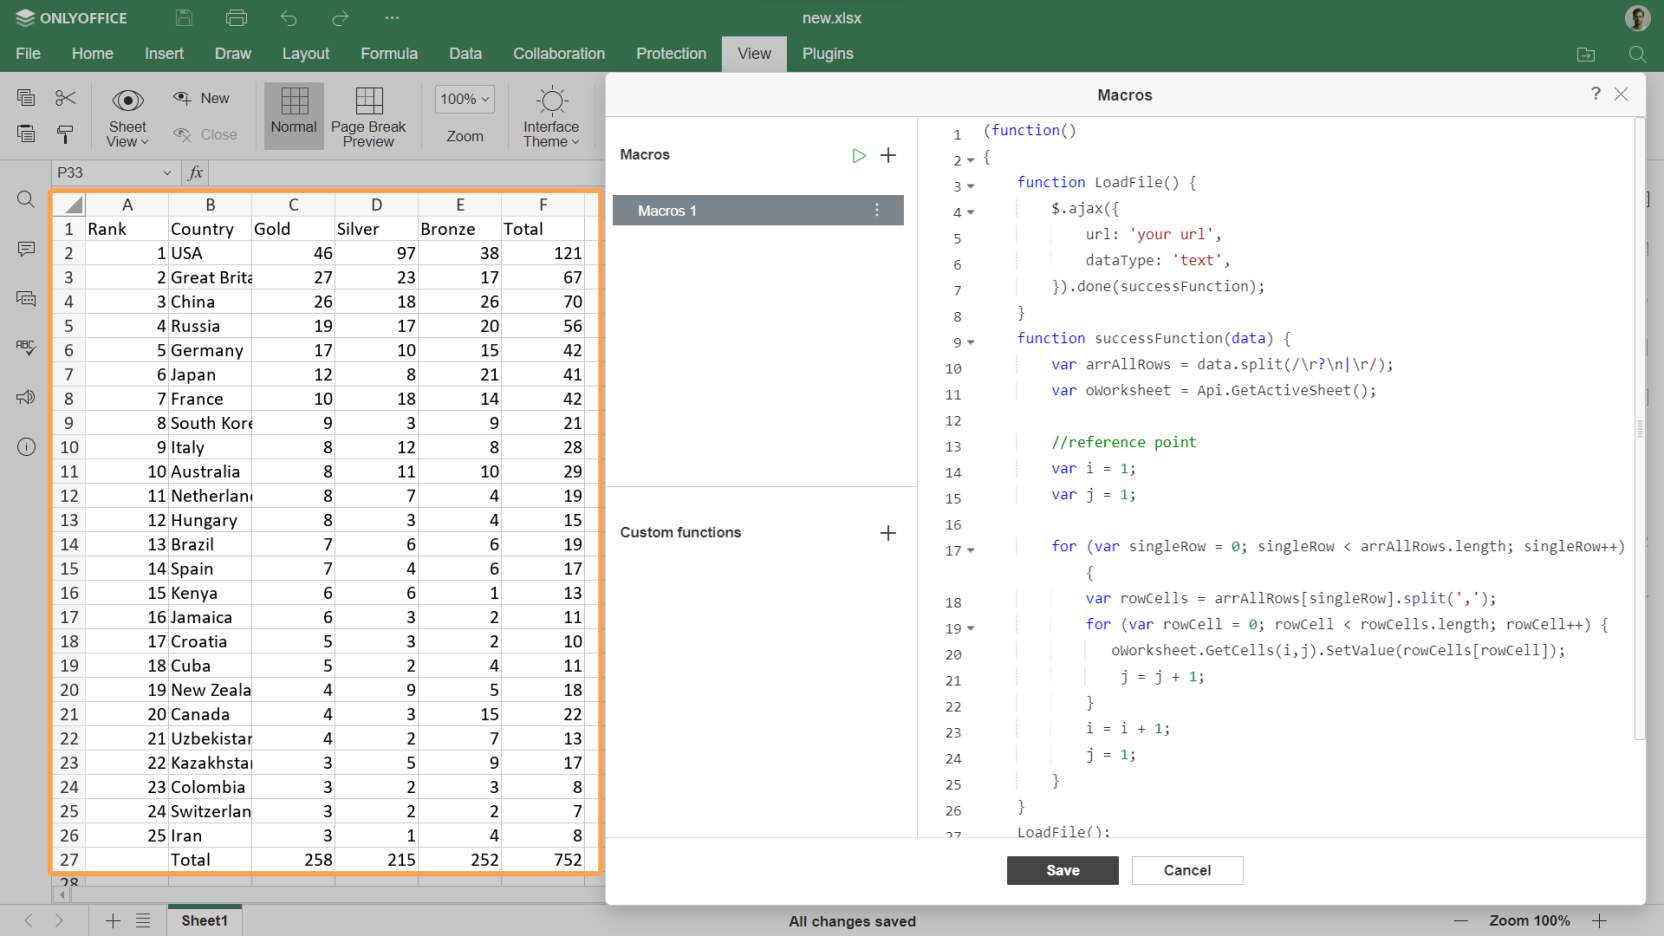 ONLYOFFICE
new.xlsx
File Home Insert Draw Layout Formula Data Collaboration Protection View Plugins
Sheet View
New
Close
Normal
Page Break Preview
100%
Zoom
Interface Theme
P33
fx
A B C D E F
1 Rank Country Gold Silver Bronze Total
2 1 USA 46 97 38 121
3 2 Great Brita 27 23 17 67
4 3 China 26 18 26 70
5 4 Russia 19 17 20 56
6 5 Germany 17 10 15 42
7 6 Japan 12 8 21 41
8 7 France 10 18 14 42
9 8 South Kore 9 3 9 21
10 9 Italy 8 12 8 28
11 10 Australia 8 11 10 29
12 11 Netherlan 8 7 4 19
13 12 Hungary 8 3 4 15
14 13 Brazil 7 6 6 19
15 14 Spain 7 4 6 17
16 15 Kenya 6 6 1 13
17 16 Jamaica 6 3 2 11
18 17 Croatia 5 3 2 10
19 18 Cuba 5 2 4 11
20 19 New Zeala 4 9 5 18
21 20 Canada 4 3 15 22
22 21 Uzbekistan 4 2 7 13
23 22 Kazakhsta 3 5 9 17
24 23 Colombia 3 2 3 8
25 24 Switzerlan 3 2 2 7
26 25 Iran 3 1 4 8
27 Total 258 215 252 752
28
Macros
?
Macros
Macros 1
Custom functions
1 (function()
2 {
3 function LoadFile() {
4 $.ajax({
5 url: 'your url',
6 dataType: 'text',
7 }).done(successFunction);
8 }
9 function successFunction(data) {
10 var arrAllRows = data.split(/\r?\n|\r/);
11 var oWorksheet = Api.GetActiveSheet();
12
13 //reference point
14 var i = 1;
15 var j = 1;
16
17 for (var singleRow = 0; singleRow < arrAllRows.length; singleRow++)
{
18 var rowCells = arrAllRows[singleRow].split(',');
19 for (var rowCell = 0; rowCell < rowCells.length; rowCell++) {
20 oWorksheet.GetCells(i,j).SetValue(rowCells[rowCell]);
21 j = j + 1;
22 }
23 i = i + 1;
24 j = 1;
25 }
26 }
27 LoadFile();
Save
Cancel
Sheet1
All changes saved
Zoom 100%